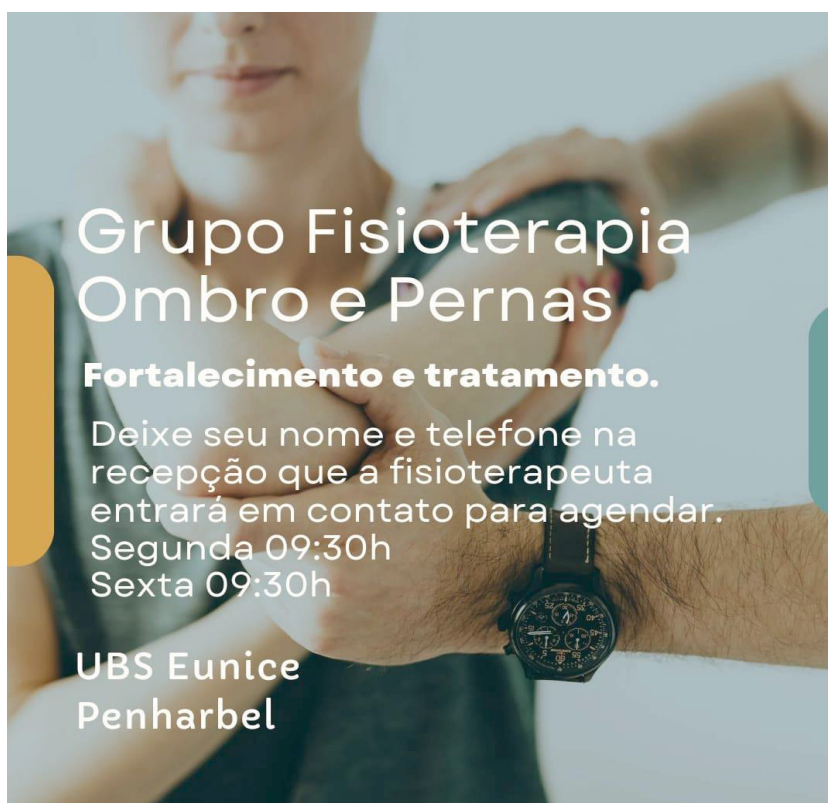 Grupo Fisioterapia
Ombro e Pernas
Fortalecimento e tratamento.
Deixe seu nome e telefone na
recepção que a fisioterapeuta
entrará em contato para agendar.
Segunda 09:30h
Sexta 09:30h
UBS Eunice
Penharbel